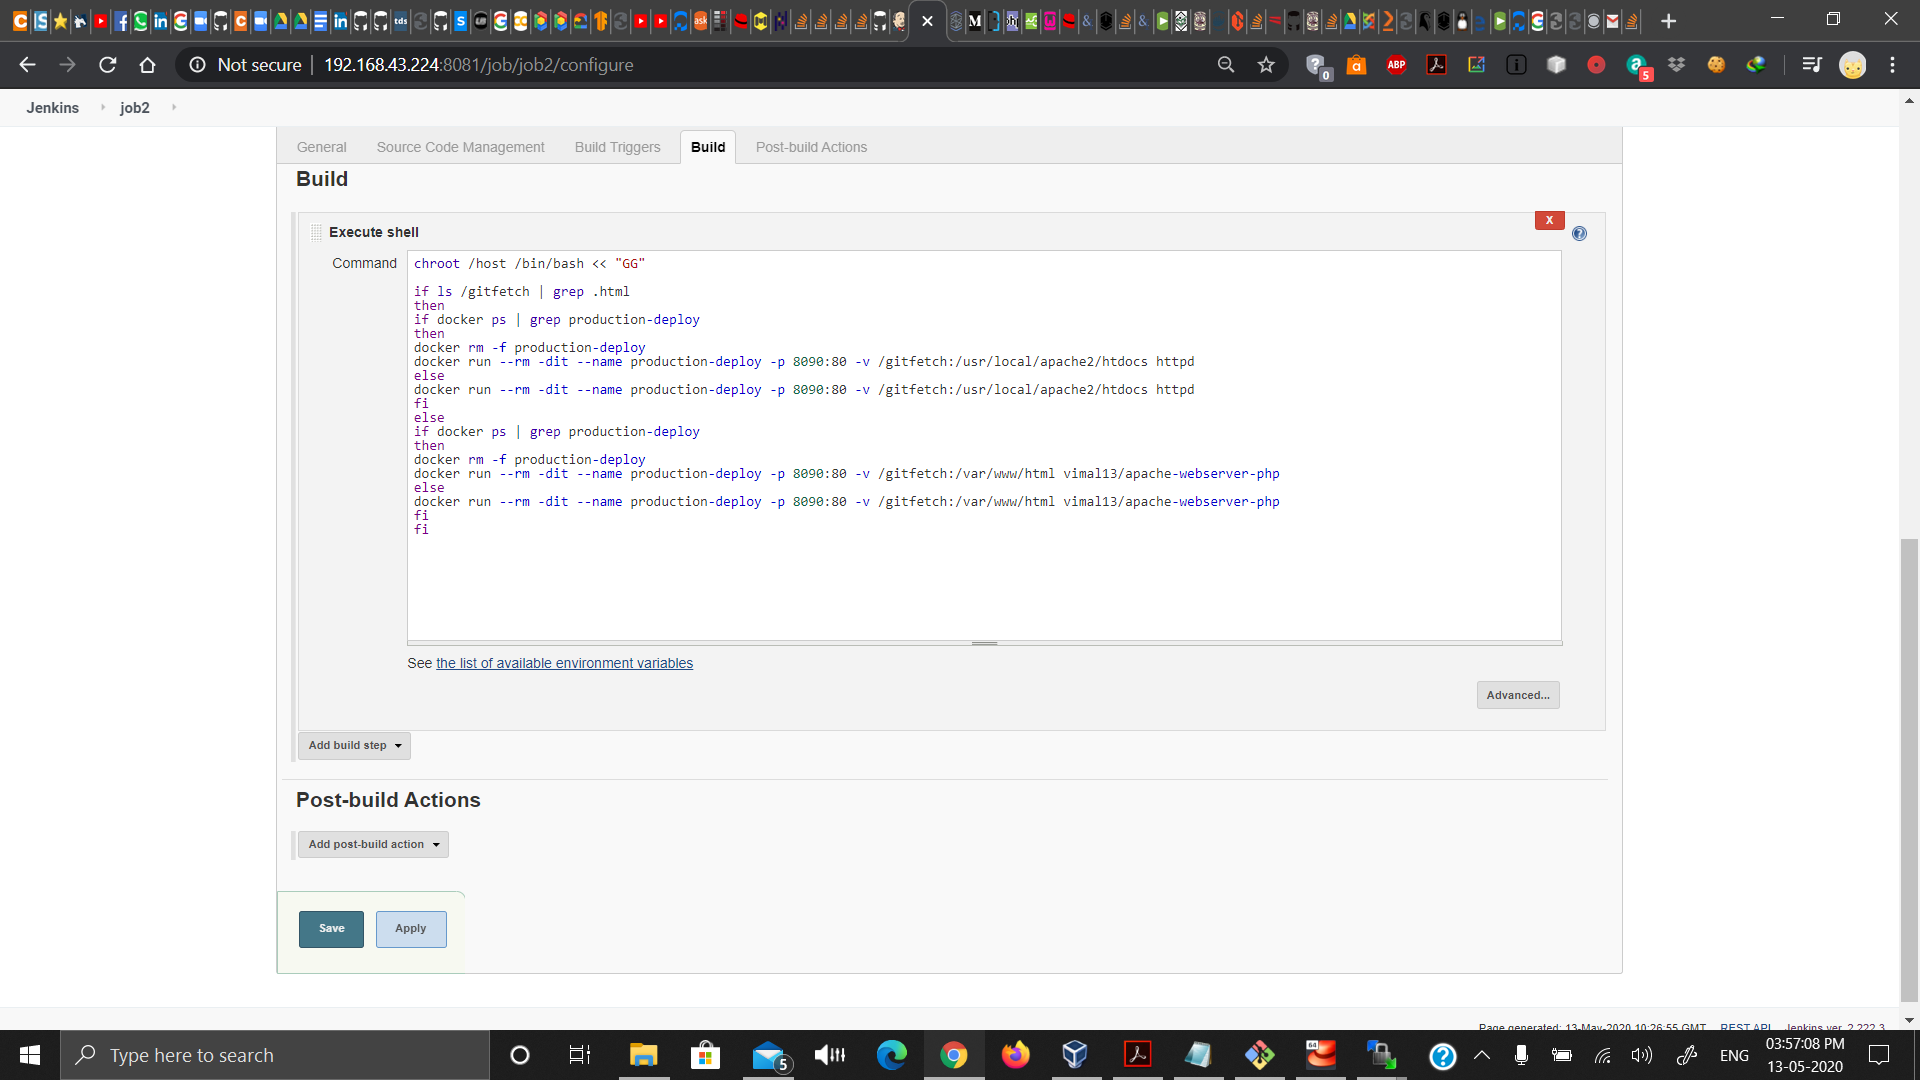 Not secure
192.168.43.224:8081/job/job2/configure
Jenkins
job2
General
Source Code Management
Build Triggers
Build
Post-build Actions
Build
X
Execute shell
Command
chroot /host /bin/bash << "GG"
if ls /gitfetch | grep .html
then
if docker ps | grep production-deploy
then
docker rm -f production-deploy
docker run --rm -dit --name production-deploy -p 8090:80 -v /gitfetch:/usr/local/apache2/htdocs httpd
else
docker run --rm -dit --name production-deploy -p 8090:80 -v /gitfetch:/usr/local/apache2/htdocs httpd
fi
else
if docker ps | grep production-deploy
then
docker rm -f production-deploy
docker run --rm -dit --name production-deploy -p 8090:80 -v /gitfetch:/var/www/html vimal13/apache-webserver-php
else
docker run --rm -dit --name production-deploy -p 8090:80 -v /gitfetch:/var/www/html vimal13/apache-webserver-php
fi
fi
See the list of available environment variables
Advanced...
Add build step
Post-build Actions
Add post-build action
Save
Apply
Page generated: 13-May-2020 10:26:55 GMT
REST API
Jenkins ver. 2.222.3
Type here to search
5
ENG
03:57:08 PM
13-05-2020